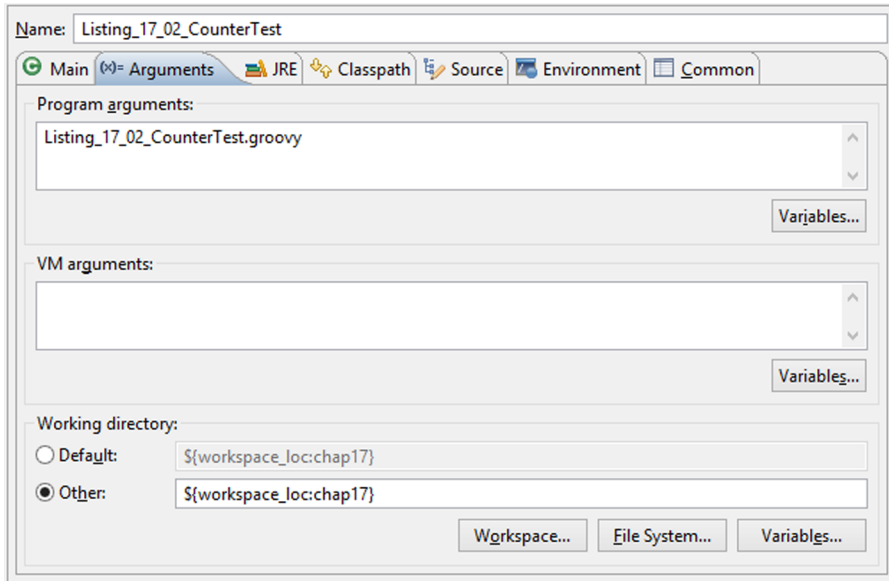 Name: Listing_17_02_CounterTest
Main (x)= Arguments JRE Classpath Source Environment Common
Program arguments:
Listing_17_02_CounterTest.groovy
Variables...
VM arguments:
Variables...
Working directory:
Default: ${workspace_loc:chap17}
Other: ${workspace_loc:chap17}
Workspace... File System... Variables...